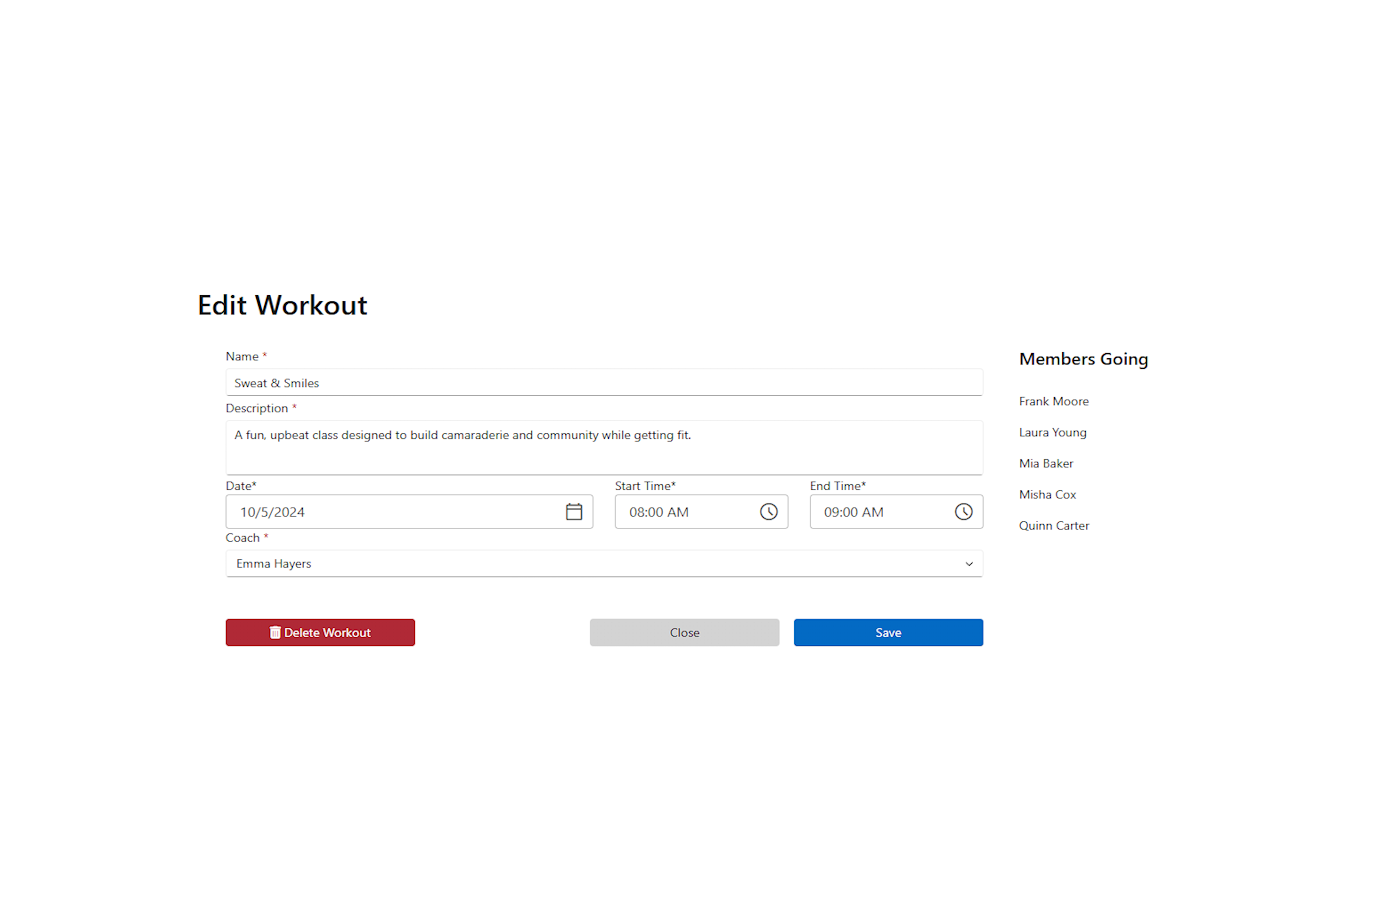 Edit Workout
Name *
Sweat & Smiles
Description *
A fun, upbeat class designed to build camaraderie and community while getting fit.
Date*
Start Time*
End Time*
10/5/2024
08:00 AM
09:00 AM
Coach *
Emma Hayers
Delete Workout
Close
Save
Members Going
Frank Moore
Laura Young
Mia Baker
Misha Cox
Quinn Carter